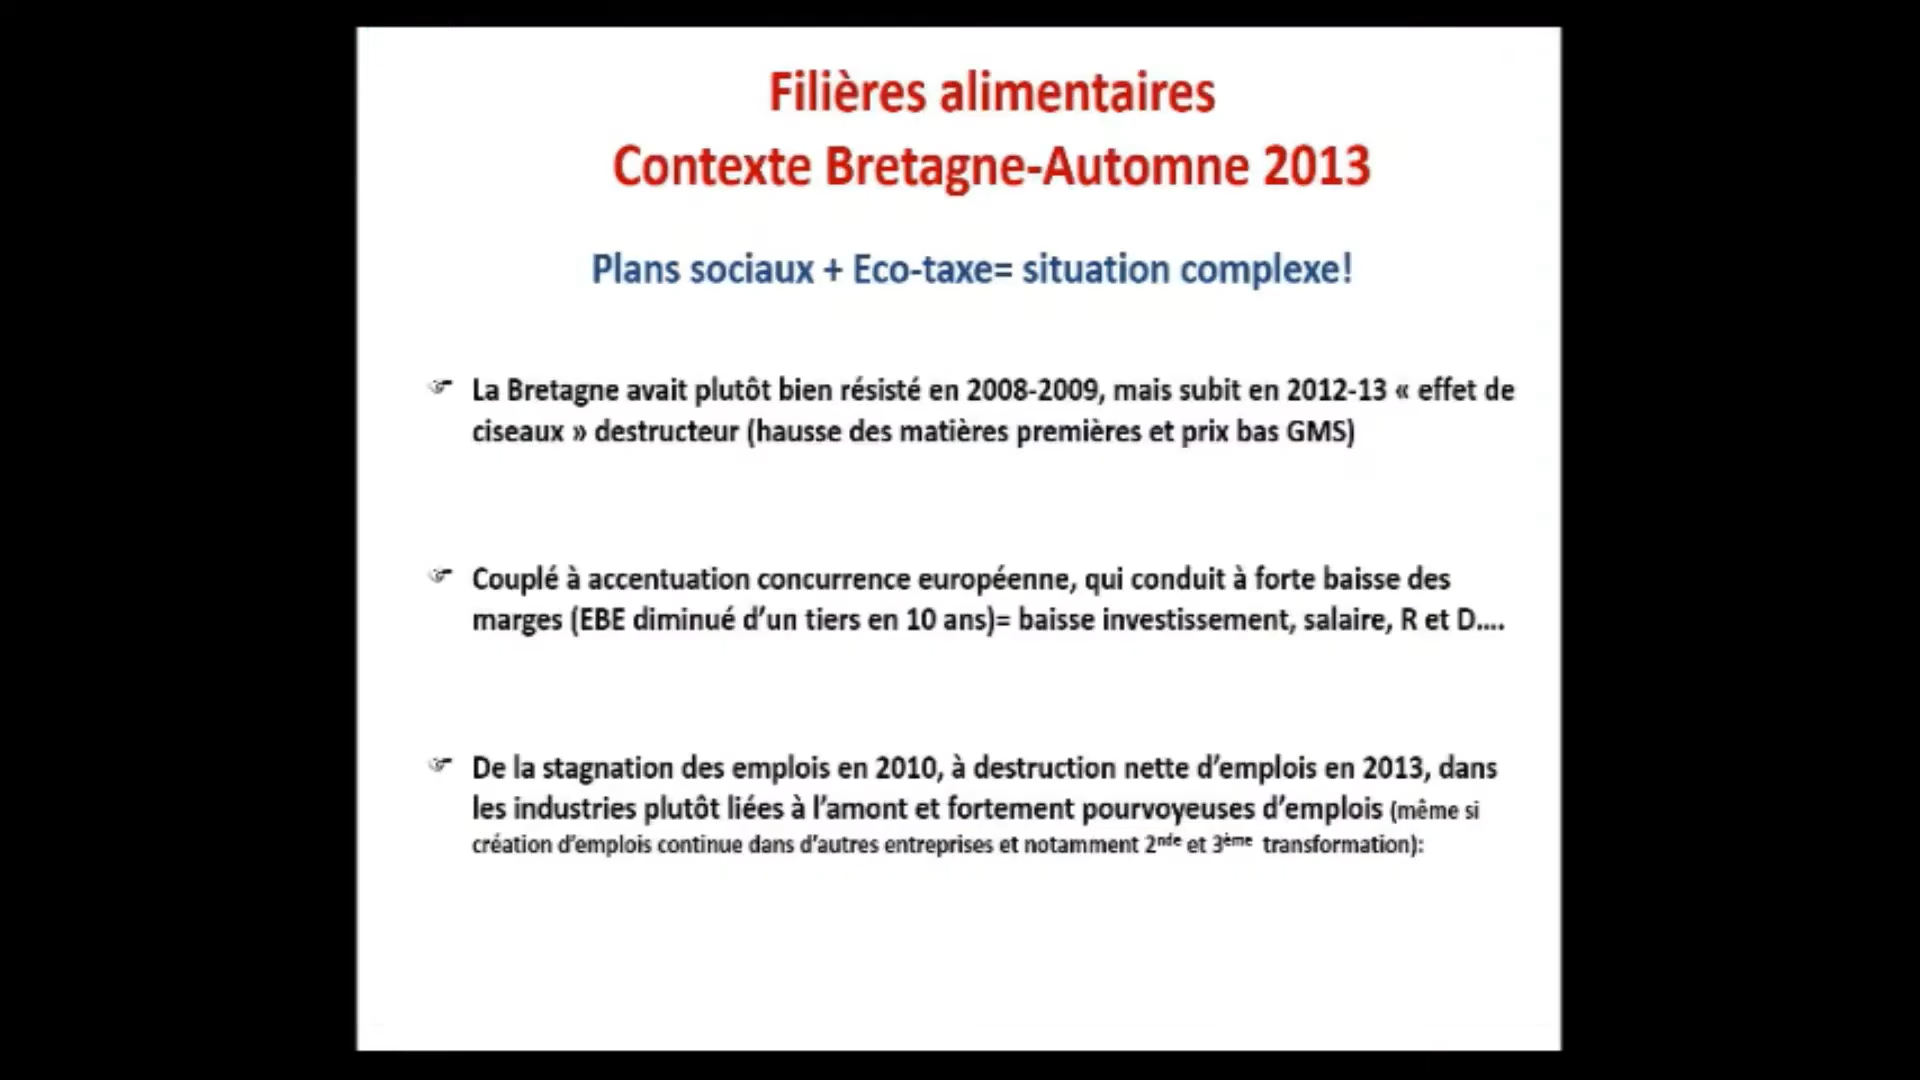 Filières alimentaires
Contexte Bretagne-Automne 2013
Plans sociaux + Eco-taxe= situation complexe!
La Bretagne avait plutôt bien résisté en 2008-2009, mais subit en 2012-13 « effet de
ciseaux » destructeur (hausse des matières premières et prix bas GMS)
Couplé à accentuation concurrence européenne, qui conduit à forte baisse des
marges (EBE diminué d’un tiers en 10 ans)= baisse investissement, salaire, R et D....
De la stagnation des emplois en 2010, à destruction nette d’emplois en 2013, dans
les industries plutôt liées à l’amont et fortement pourvoyeuses d’emplois (même si
création d’emplois continue dans d’autres entreprises et notamment 2nde et 3ème transformation):